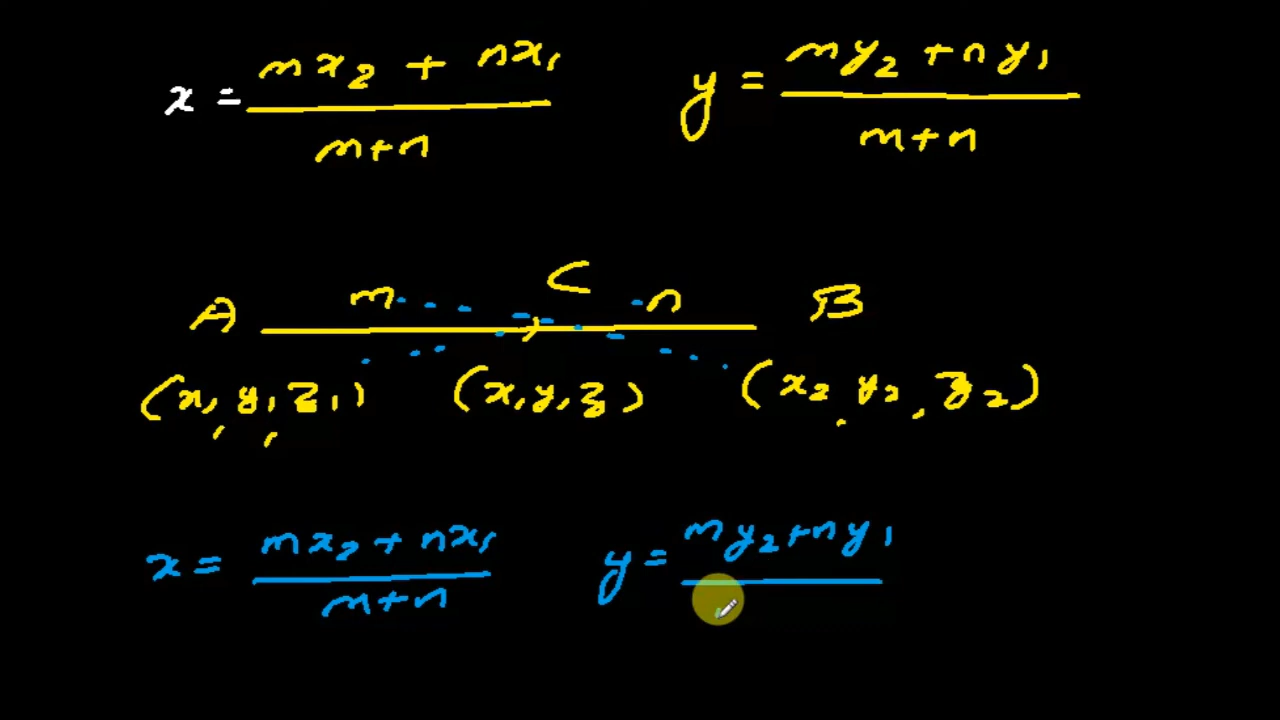 x = (mx₂ + nx₁)/(m+n)    y = (my₂ + ny₁)/(m+n)
A m C n B
(x₁, y₁, z₁) (x, y, z) (x₂, y₂, z₂)
x = (mx₂ + nx₁)/(m+n)    y = (my₂ + ny₁)/